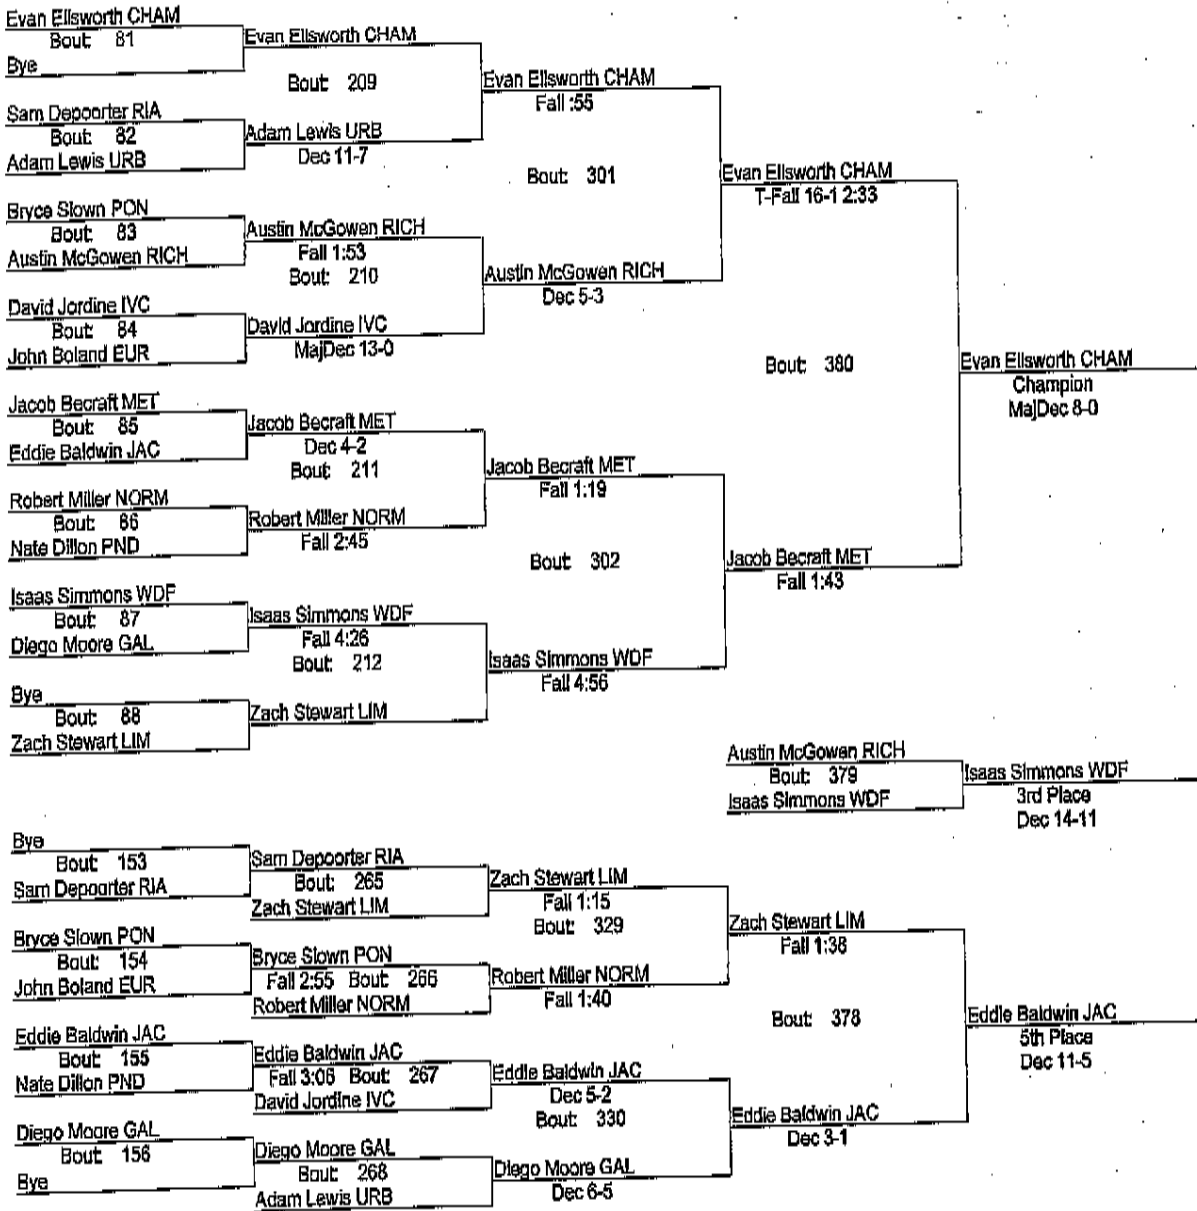 Evan Ellsworth CHAM
Bout: 81
Bye
Evan Ellsworth CHAM
Bout: 209
Sam Depoorter RIA
Bout: 82
Adam Lewis URB
Adam Lewis URB
Dec 11-7
Evan Ellsworth CHAM
Fall :55
Bout: 301
Bryce Slown PON
Bout: 83
Austin McGowen RICH
Austin McGowen RICH
Fall 1:53
Bout: 210
David Jordine IVC
Bout: 84
John Boland EUR
David Jordine IVC
MajDec 13-0
Austin McGowen RICH
Dec 5-3
Evan Ellsworth CHAM
T-Fall 16-1 2:33
Bout: 380
Evan Ellsworth CHAM
Champion
MajDec 8-0
Jacob Becraft MET
Bout: 85
Eddie Baldwin JAC
Jacob Becraft MET
Dec 4-2
Bout: 211
Robert Miller NORM
Bout: 86
Nate Dillon PND
Robert Miller NORM
Fall 2:45
Jacob Becraft MET
Fall 1:19
Bout: 302
Jacob Becraft MET
Fall 1:43
Isaas Simmons WDF
Bout: 87
Diego Moore GAL
Isaas Simmons WDF
Fall 4:26
Bout: 212
Bye
Bout: 88
Zach Stewart LIM
Zach Stewart LIM
Isaas Simmons WDF
Fall 4:56
Austin McGowen RICH
Bout: 379
Isaas Simmons WDF
Isaas Simmons WDF
3rd Place
Dec 14-11
Bye
Bout: 153
Sam Depoorter RIA
Sam Depoorter RIA
Bout: 265
Zach Stewart LIM
Zach Stewart LIM
Fall 1:15
Bout: 329
Bryce Slown PON
Bout: 154
John Boland EUR
Bryce Slown PON
Fall 2:55 Bout: 266
Robert Miller NORM
Robert Miller NORM
Fall 1:40
Zach Stewart LIM
Fall 1:38
Bout: 378
Eddie Baldwin JAC
5th Place
Dec 11-5
Eddie Baldwin JAC
Bout: 155
Nate Dillon PND
Eddie Baldwin JAC
Fall 3:06 Bout: 267
David Jordine IVC
Eddie Baldwin JAC
Dec 5-2
Bout: 330
Eddie Baldwin JAC
Dec 3-1
Diego Moore GAL
Bout: 156
Bye
Diego Moore GAL
Bout: 268
Adam Lewis URB
Diego Moore GAL
Dec 6-5